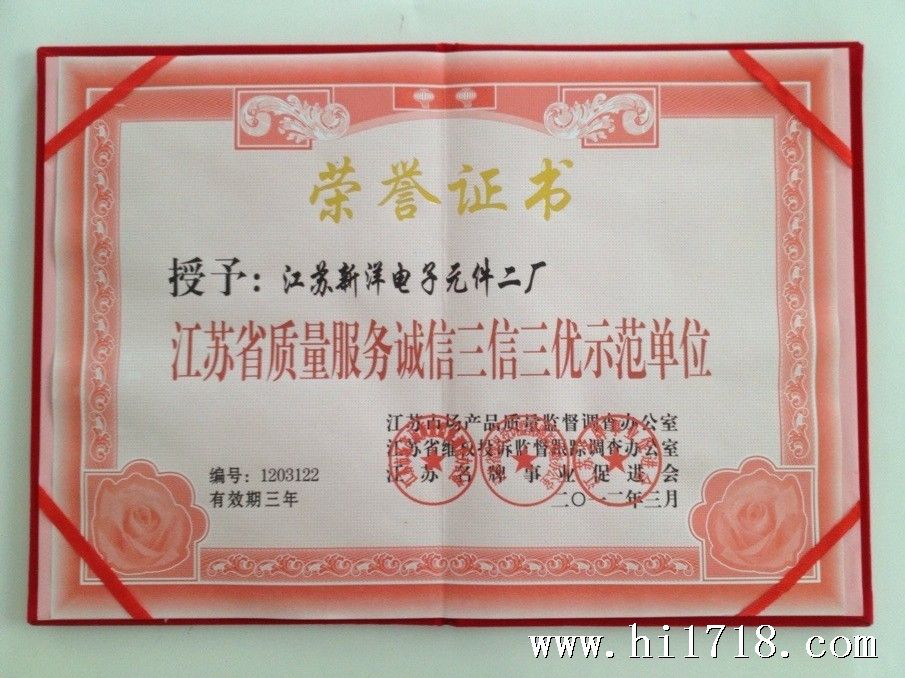 荣誉证书
授予：江苏新洋电子元件二厂
江苏省质量服务诚信三信三优示范单位
江苏市场产品质量监督调查办公室
江苏省维权投诉监督跟踪调查办公室
江苏名牌事业促进会
编号：1203122
有效期三年
二〇一二年三月
www.hi1718.com